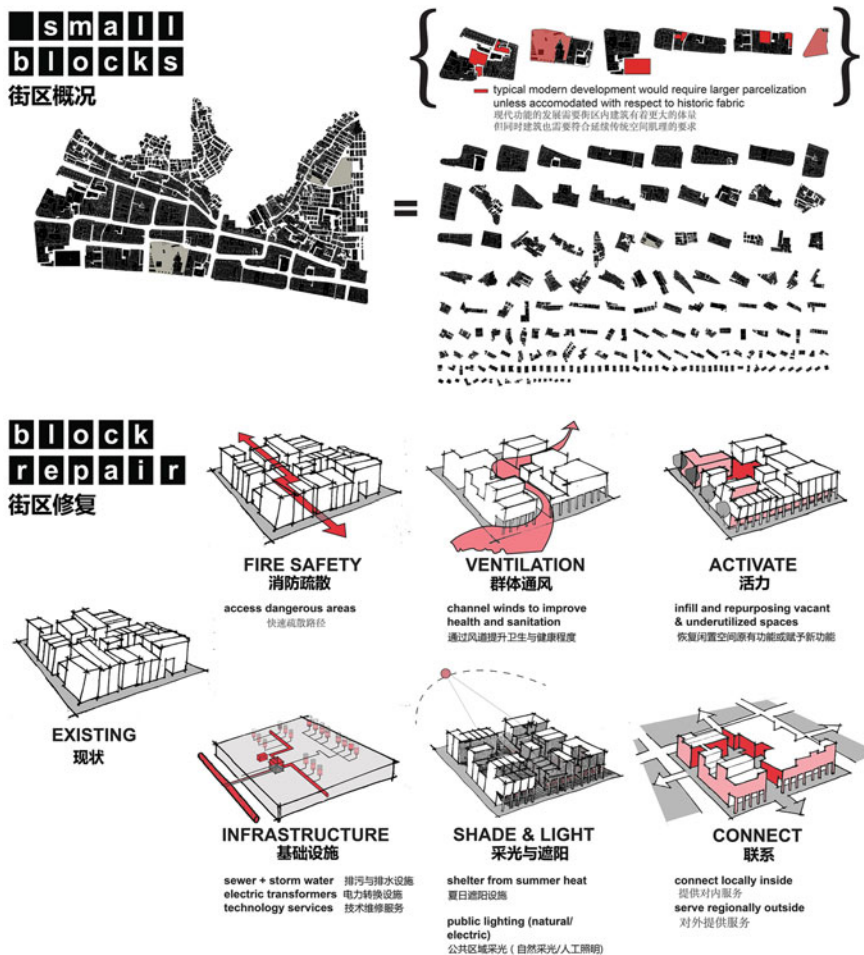 small
blocks
街区概况
typical modern development would require larger parcelization
unless accomodated with respect to historic fabric
现代功能的发展需要街区内建筑有着更大的体量
但同时建筑也需要符合延续传统空间肌理的要求
=
block
repair
街区修复
EXISTING
现状
FIRE SAFETY
消防疏散
access dangerous areas
快速疏散路径
VENTILATION
群体通风
channel winds to improve
health and sanitation
通过风道提升卫生与健康程度
ACTIVATE
活力
infill and repurposing vacant
& underutilized spaces
恢复闲置空间原有功能或赋予新功能
INFRASTRUCTURE
基础设施
sewer + storm water 排污与排水设施
electric transformers 电力转换设施
technology services 技术维修服务
SHADE & LIGHT
采光与遮阳
shelter from summer heat
夏日遮阳设施
public lighting (natural/
electric)
公共区域采光（自然采光/人工照明)
CONNECT
联系
connect locally inside
提供对内服务
serve regionally outside
对外提供服务